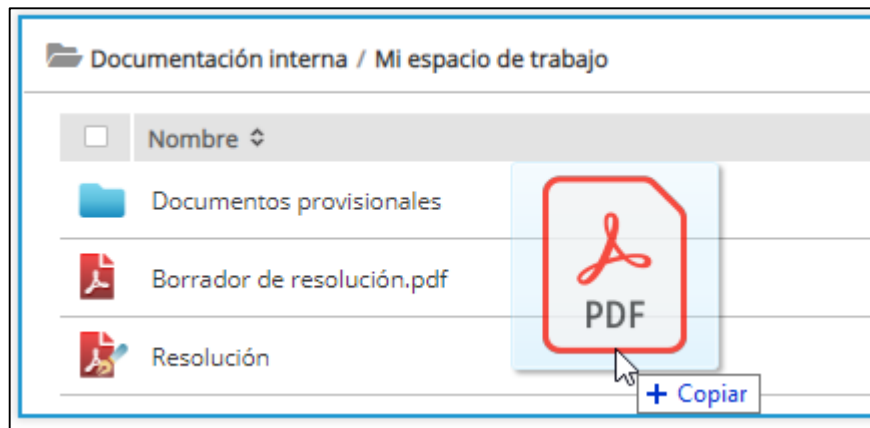 Documentación interna / Mi espacio de trabajo
Nombre
Documentos provisionales
Borrador de resolución.pdf
PDF
Resolución
+ Copiar